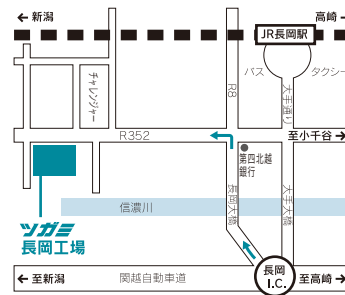 ← 新潟
高崎 →
JR長岡駅
バス
タクシー
チャレンジャー
R8
大手通り
R352
至小千谷→
第四北越
銀行
信濃川
長岡大橋
大手大橋
ツガミ
長岡工場
長岡
I.C.
← 至新潟
関越自動車道
至高崎→